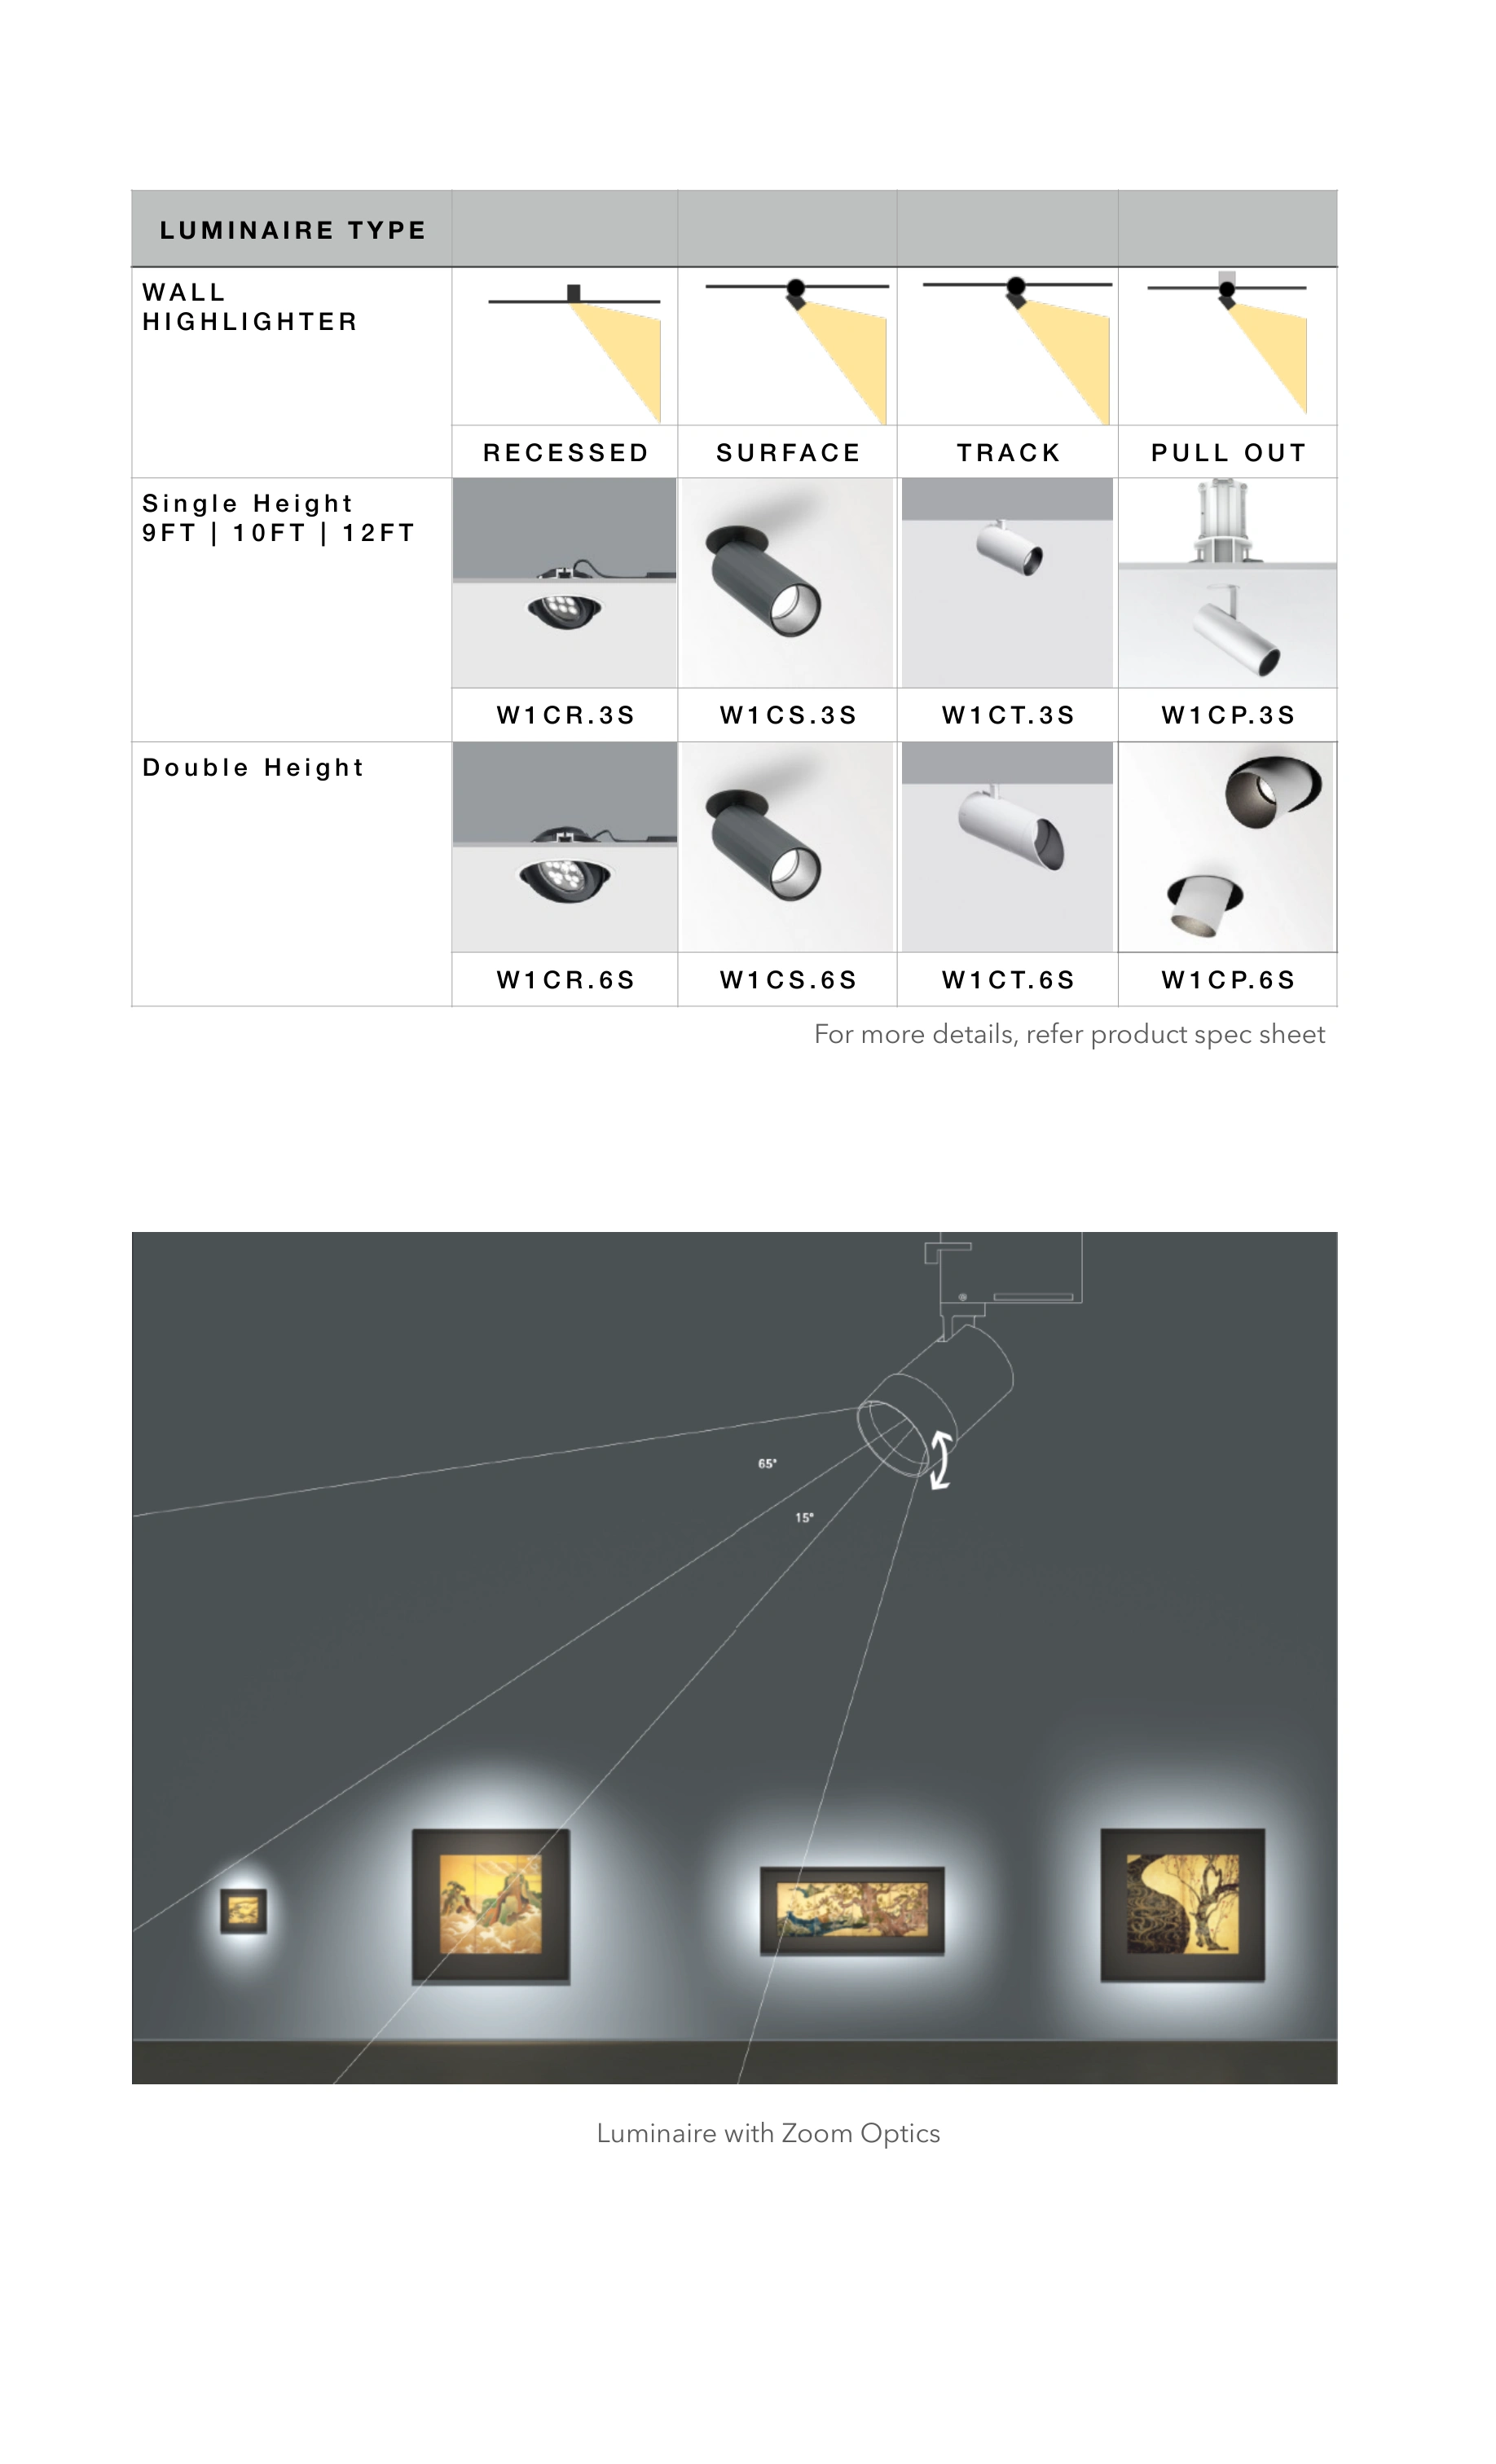 LUMINAIRE TYPE
WALL
HIGHLIGHTER
RECESSED
SURFACE
TRACK
PULL OUT
Single Height
9FT | 10FT | 12FT
W1CR.3S
W1CS.3S
W1CT.3S
W1CP.3S
Double Height
W1CR.6S
W1CS.6S
W1CT.6S
W1CP.6S
For more details, refer product spec sheet
65°
15°
Luminaire with Zoom Optics